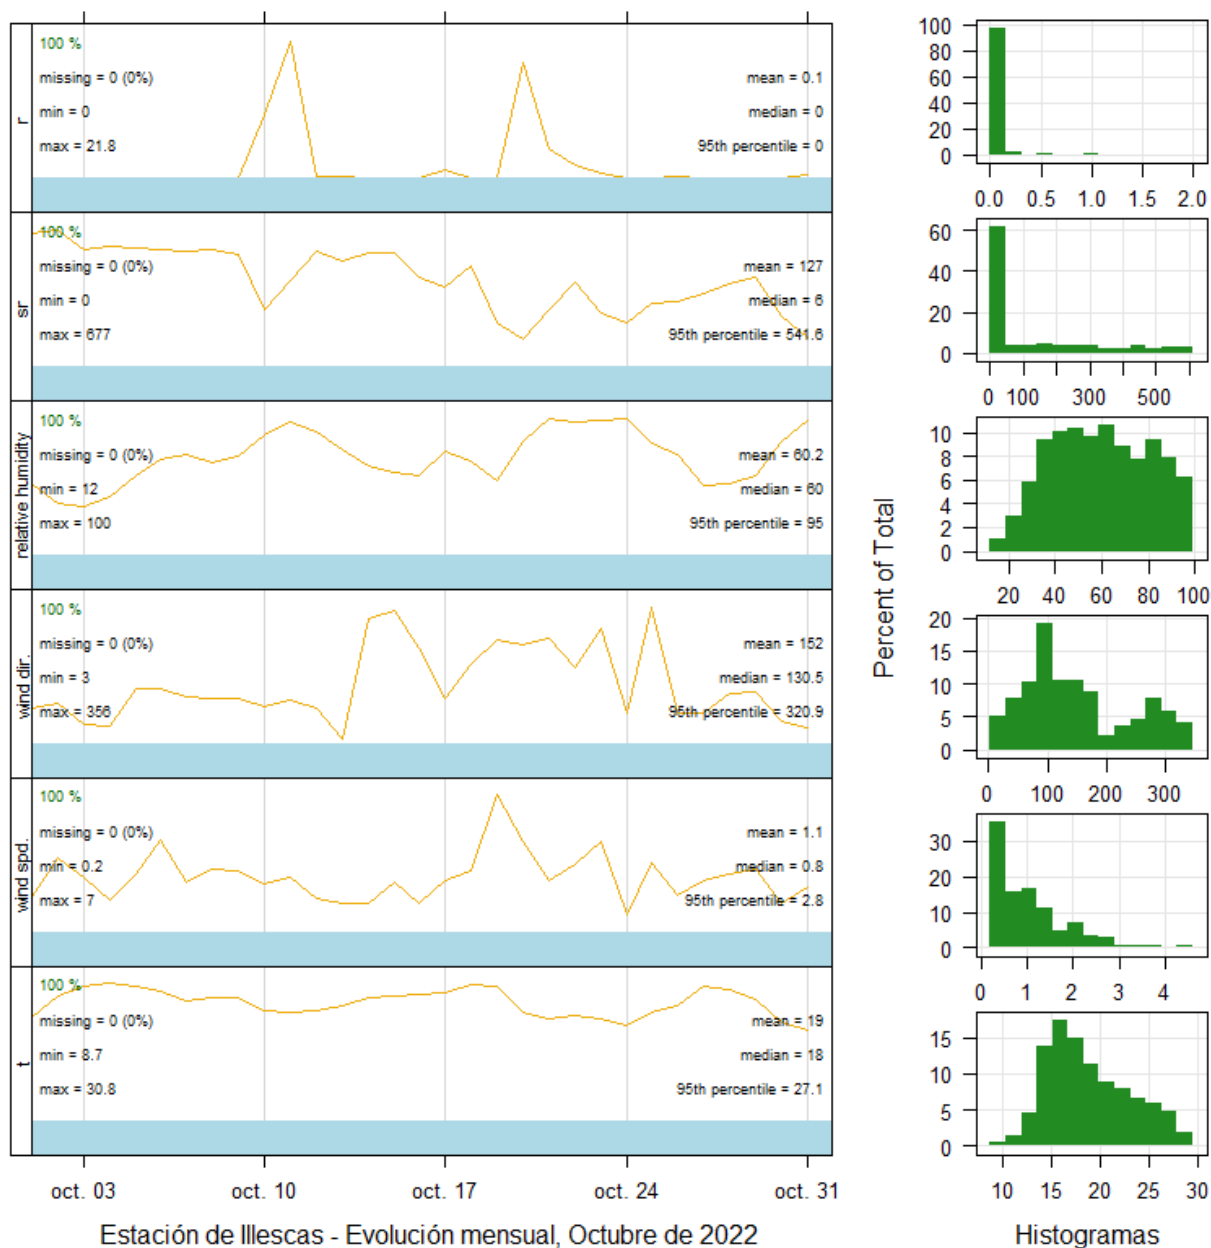 r
100 %
missing = 0 (0%)
min = 0
max = 21.8
mean = 0.1
median = 0
95th percentile = 0
sr
100 %
missing = 0 (0%)
min = 0
max = 677
mean = 127
median = 6
95th percentile = 541.6
relative humidity
100 %
missing = 0 (0%)
min = 12
max = 100
mean = 60.2
median = 60
95th percentile = 95
wind dir.
100 %
missing = 0 (0%)
min = 3
max = 356
mean = 152
median = 130.5
95th percentile = 320.9
wind spd.
100 %
missing = 0 (0%)
min = 0.2
max = 7
mean = 1.1
median = 0.8
95th percentile = 2.8
t
100 %
missing = 0 (0%)
min = 8.7
max = 30.8
mean = 19
median = 18
95th percentile = 27.1
oct. 03 oct. 10 oct. 17 oct. 24 oct. 31
Estación de Illescas - Evolución mensual, Octubre de 2022
Percent of Total
100
80
60
40
20
0
0.0 0.5 1.0 1.5 2.0
60
40
20
0
0 100 300 500
10
8
6
4
2
0
20 40 60 80 100
20
15
10
5
0
0 100 200 300
30
20
10
0
0 1 2 3 4
15
10
5
0
10 15 20 25 30
Histogramas